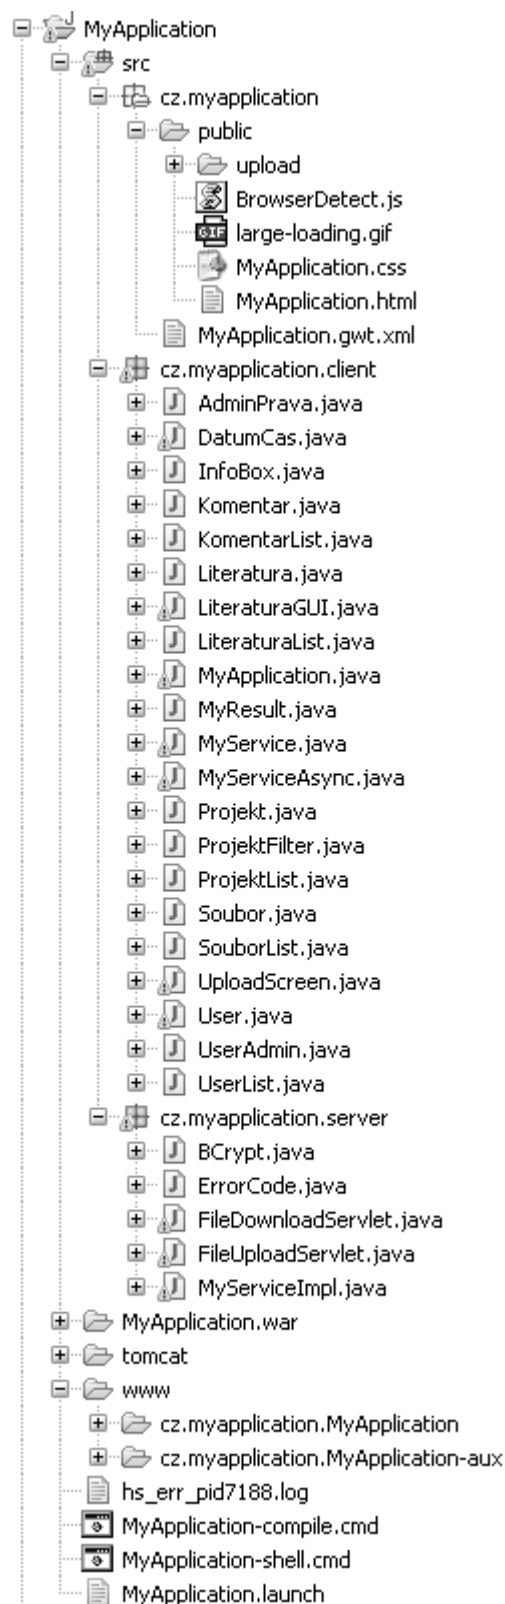 MyApplication
src
cz.myapplication
public
upload
BrowserDetect.js
GIF large-loading.gif
MyApplication.css
MyApplication.html
MyApplication.gwt.xml
cz.myapplication.client
AdminPrava.java
DatumCas.java
InfoBox.java
Komentar.java
KomentarList.java
Literatura.java
LiteraturaGUI.java
LiteraturaList.java
MyApplication.java
MyResult.java
MyService.java
MyServiceAsync.java
Projekt.java
ProjektFilter.java
ProjektList.java
Soubor.java
SouborList.java
UploadScreen.java
User.java
UserAdmin.java
UserList.java
cz.myapplication.server
BCrypt.java
ErrorCode.java
FileDownloadServlet.java
FileUploadServlet.java
MyServiceImpl.java
MyApplication.war
tomcat
www
cz.myapplication.MyApplication
cz.myapplication.MyApplication-aux
hs_err_pid7188.log
MyApplication-compile.cmd
MyApplication-shell.cmd
MyApplication.launch